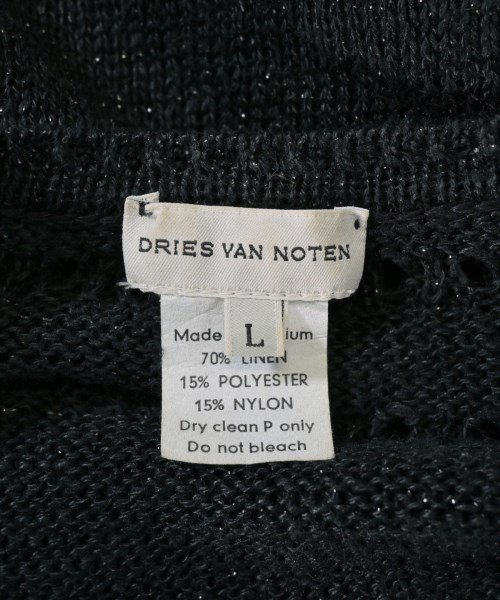 DRIES VAN NOTEN
L
Made ium
70% LINEN
15% POLYESTER
15% NYLON
Dry clean P only
Do not bleach